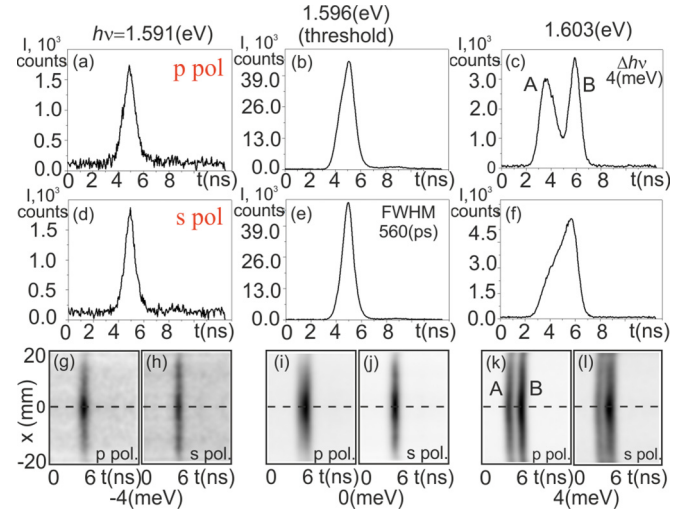 hν=1.591(eV)
1.596(eV)
(threshold)
1.603(eV)
I, 10³
counts
(a)
p pol
1.5
1.0
0.5
0.0
0 2 4 6 8 t(ns)
I, 10³
counts
(b)
39.0
26.0
13.0
0.0
0 2 4 6 8 t(ns)
I, 10³
counts
(c)
Δhν
4(meV)
A
B
3.0
2.0
1.0
0.0
0 2 4 6 8 t(ns)
I, 10³
counts
(d)
s pol
1.5
1.0
0.5
0.0
0 2 4 6 8 t(ns)
I, 10³
counts
(e)
FWHM
560(ps)
39.0
26.0
13.0
0.0
0 2 4 6 8 t(ns)
I, 10³
counts
(f)
4.5
3.0
1.5
0.0
0 2 4 6 8 t(ns)
x (mm)
20
0
-20
(g)
p pol.
(h)
s pol.
0 6 t(ns) 0 6 t(ns)
-4(meV)
(i)
p pol.
(j)
s pol.
0 6 t(ns) 0 6 t(ns)
0(meV)
(k)
A
B
p pol.
(l)
s pol.
0 6 t(ns) 0 6 t(ns)
4(meV)